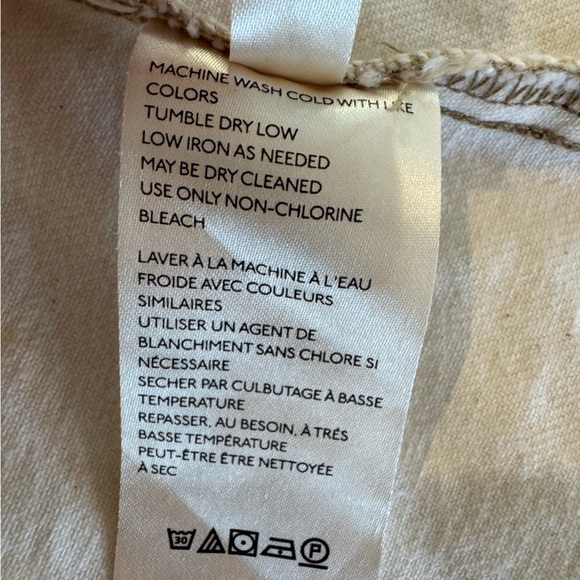 MACHINE WASH COLD WITH LIKE
COLORS
TUMBLE DRY LOW
LOW IRON AS NEEDED
MAY BE DRY CLEANED
USE ONLY NON-CHLORINE
BLEACH
LAVER À LA MACHINE À L'EAU
FROIDE AVEC COULEURS
SIMILAIRES
UTILISER UN AGENT DE
BLANCHIMENT SANS CHLORE SI
NÉCESSAIRE
SECHER PAR CULBUTAGE À BASSE
TEMPERATURE
REPASSER, AU BESOIN, À TRÉS
BASSE TEMPÉRATURE
PEUT-ÊTRE ÊTRE NETTOYÉE
À SEC
30 P